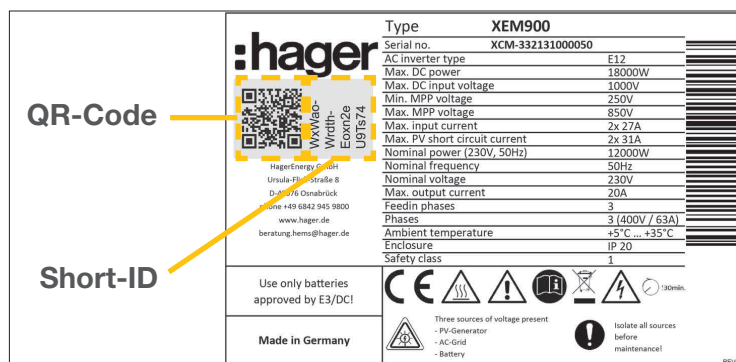 QR-Code
Short-ID
:hager
WxWao-
Wrdth-
Eoxn2e
U9Ts74
HagerEnergy GmbH
Straße 8
Osnabrück
+49 6842 945 9800
www.hager.de
beratung.hems@hager.de
Use only batteries
approved by E3/DC!
Made in Germany
Type XEM900
Serial no. XCM-332131000050
AC inverter type E12
Max. DC power 18000W
Max. DC input voltage 1000V
Min. MPP voltage 250V
Max. MPP voltage 850V
Max. input current 2x 27A
Max. PV short circuit current 2x 31A
Nominal power (230V, 50Hz) 12000W
Nominal frequency 50Hz
Nominal voltage 230V
Max. output current 20A
Feedin phases 3
Phases 3 (400V / 63A)
Ambient temperature +5°C ... +35°C
Enclosure IP 20
Safety class 1
CE
!30min.
Three sources of voltage present
- PV-Generator
- AC-Grid
- Battery
Isolate all sources
before
maintenance!